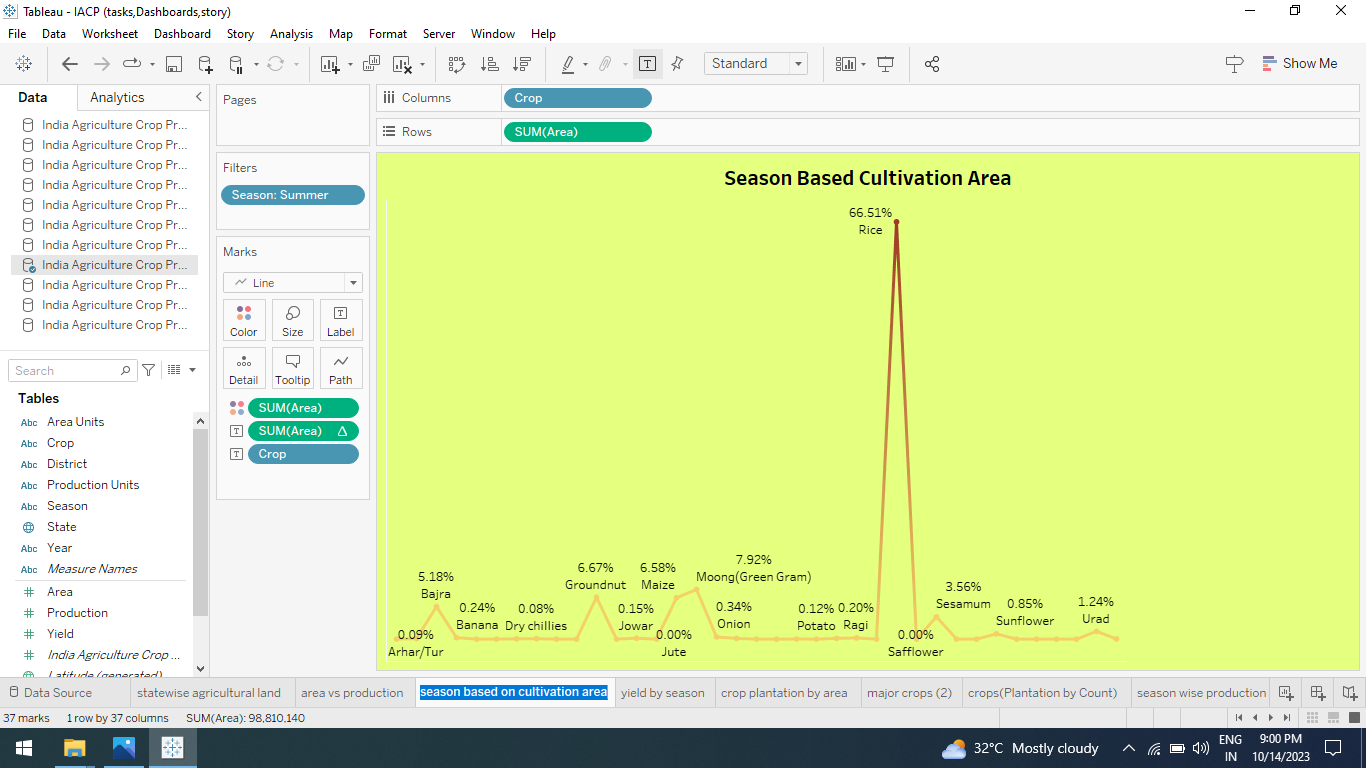 Tableau - IACP (tasks,Dashboards,story)
File Data Worksheet Dashboard Story Analysis Map Format Server Window Help
Standard
Show Me
Data Analytics
India Agriculture Crop Pr...
India Agriculture Crop Pr...
India Agriculture Crop Pr...
India Agriculture Crop Pr...
India Agriculture Crop Pr...
India Agriculture Crop Pr...
India Agriculture Crop Pr...
India Agriculture Crop Pr...
India Agriculture Crop Pr...
India Agriculture Crop Pr...
India Agriculture Crop Pr...
Search
Tables
Abc Area Units
Abc Crop
Abc District
Abc Production Units
Abc Season
State
Abc Year
Abc Measure Names
# Area
# Production
# Yield
# India Agriculture Crop ...
Latitude (generated)
Pages
Filters
Season: Summer
Marks
Line
Color Size Label
Detail Tooltip Path
SUM(Area)
T SUM(Area) Δ
T Crop
Columns Crop
Rows SUM(Area)
Season Based Cultivation Area
66.51%
Rice
7.92%
Moong(Green Gram)
6.67%
Groundnut
6.58%
Maize
5.18%
Bajra
3.56%
Sesamum
1.24%
Urad
0.24%
Banana
0.08%
Dry chillies
0.15%
Jowar
0.34%
Onion
0.12%
Potato
0.20%
Ragi
0.85%
Sunflower
0.09%
Arhar/Tur
0.00%
Jute
0.00%
Safflower
Data Source statewise agricultural land area vs production season based on cultivation area yield by season crop plantation by area major crops (2) crops(Plantation by Count) season wise production
37 marks 1 row by 37 columns SUM(Area): 98,810,140
32°C Mostly cloudy
ENG
IN
9:00 PM
10/14/2023